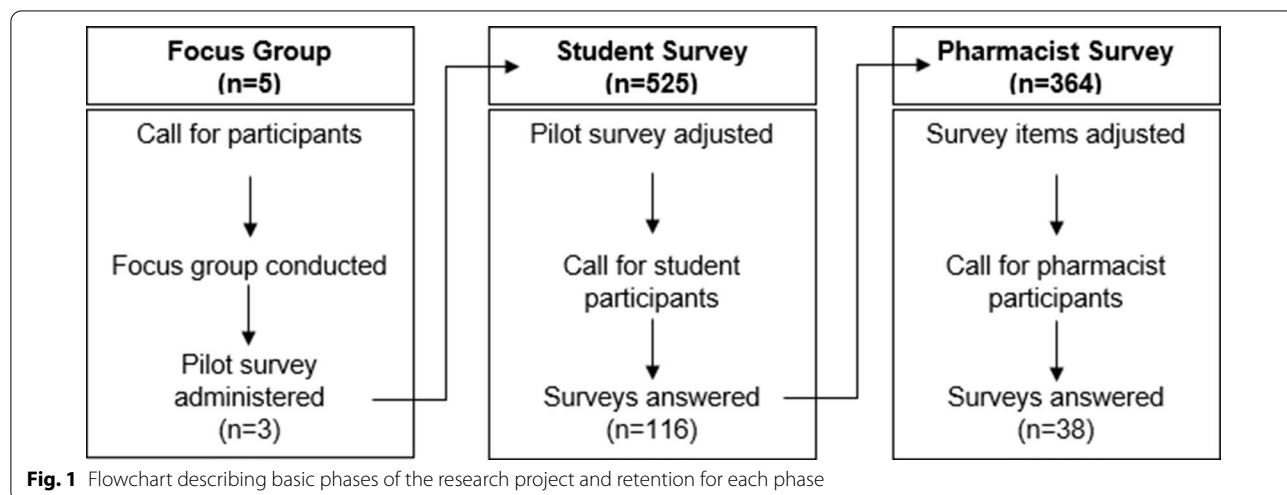 Focus Group
(n=5)
Call for participants
Focus group conducted
Pilot survey
administered
(n=3)
Student Survey
(n=525)
Pilot survey adjusted
Call for student
participants
Surveys answered
(n=116)
Pharmacist Survey
(n=364)
Survey items adjusted
Call for pharmacist
participants
Surveys answered
(n=38)
Fig. 1 Flowchart describing basic phases of the research project and retention for each phase